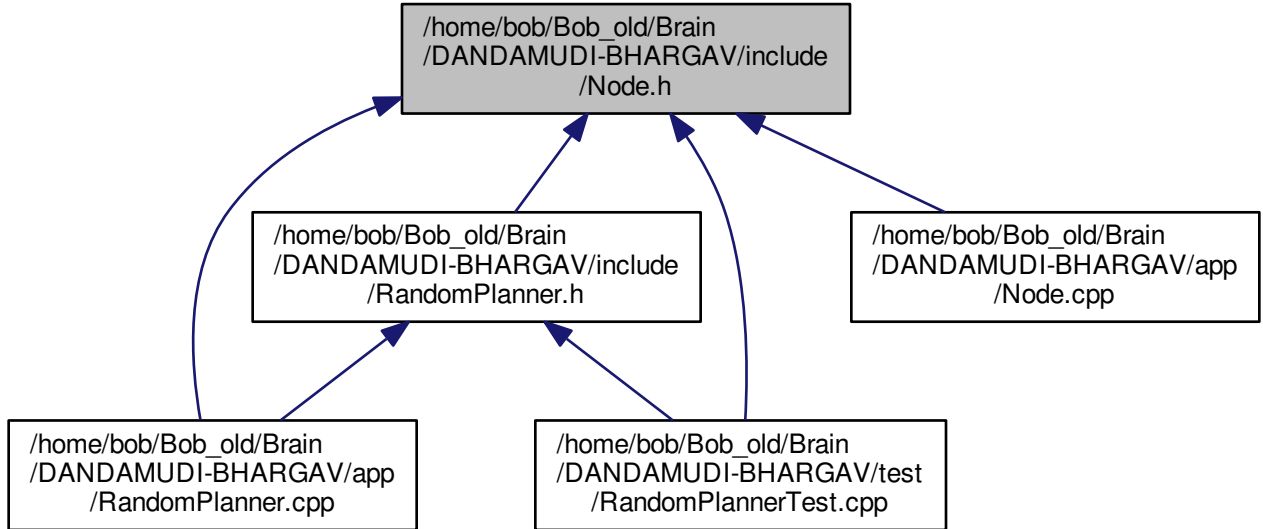 /home/bob/Bob_old/Brain
/DANDAMUDI-BHARGAV/include
/Node.h
/home/bob/Bob_old/Brain
/DANDAMUDI-BHARGAV/include
/RandomPlanner.h
/home/bob/Bob_old/Brain
/DANDAMUDI-BHARGAV/app
/Node.cpp
/home/bob/Bob_old/Brain
/DANDAMUDI-BHARGAV/app
/RandomPlanner.cpp
/home/bob/Bob_old/Brain
/DANDAMUDI-BHARGAV/test
/RandomPlannerTest.cpp